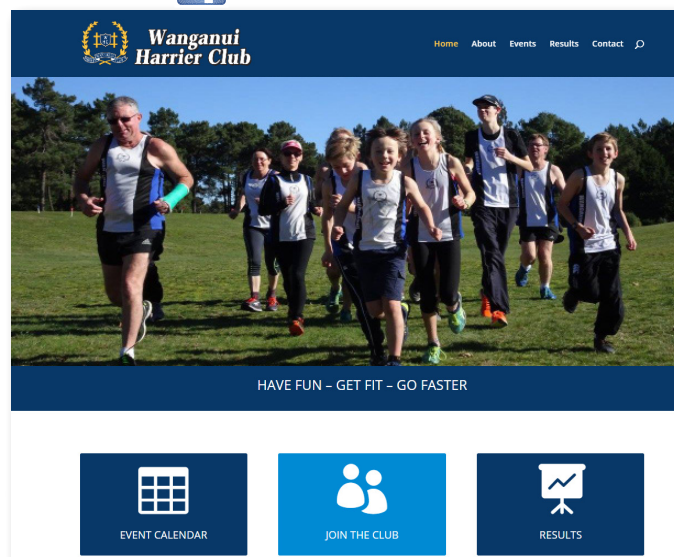 Wanganui
Harrier Club
Home About Events Results Contact
HAVE FUN – GET FIT – GO FASTER
EVENT CALENDAR
JOIN THE CLUB
RESULTS